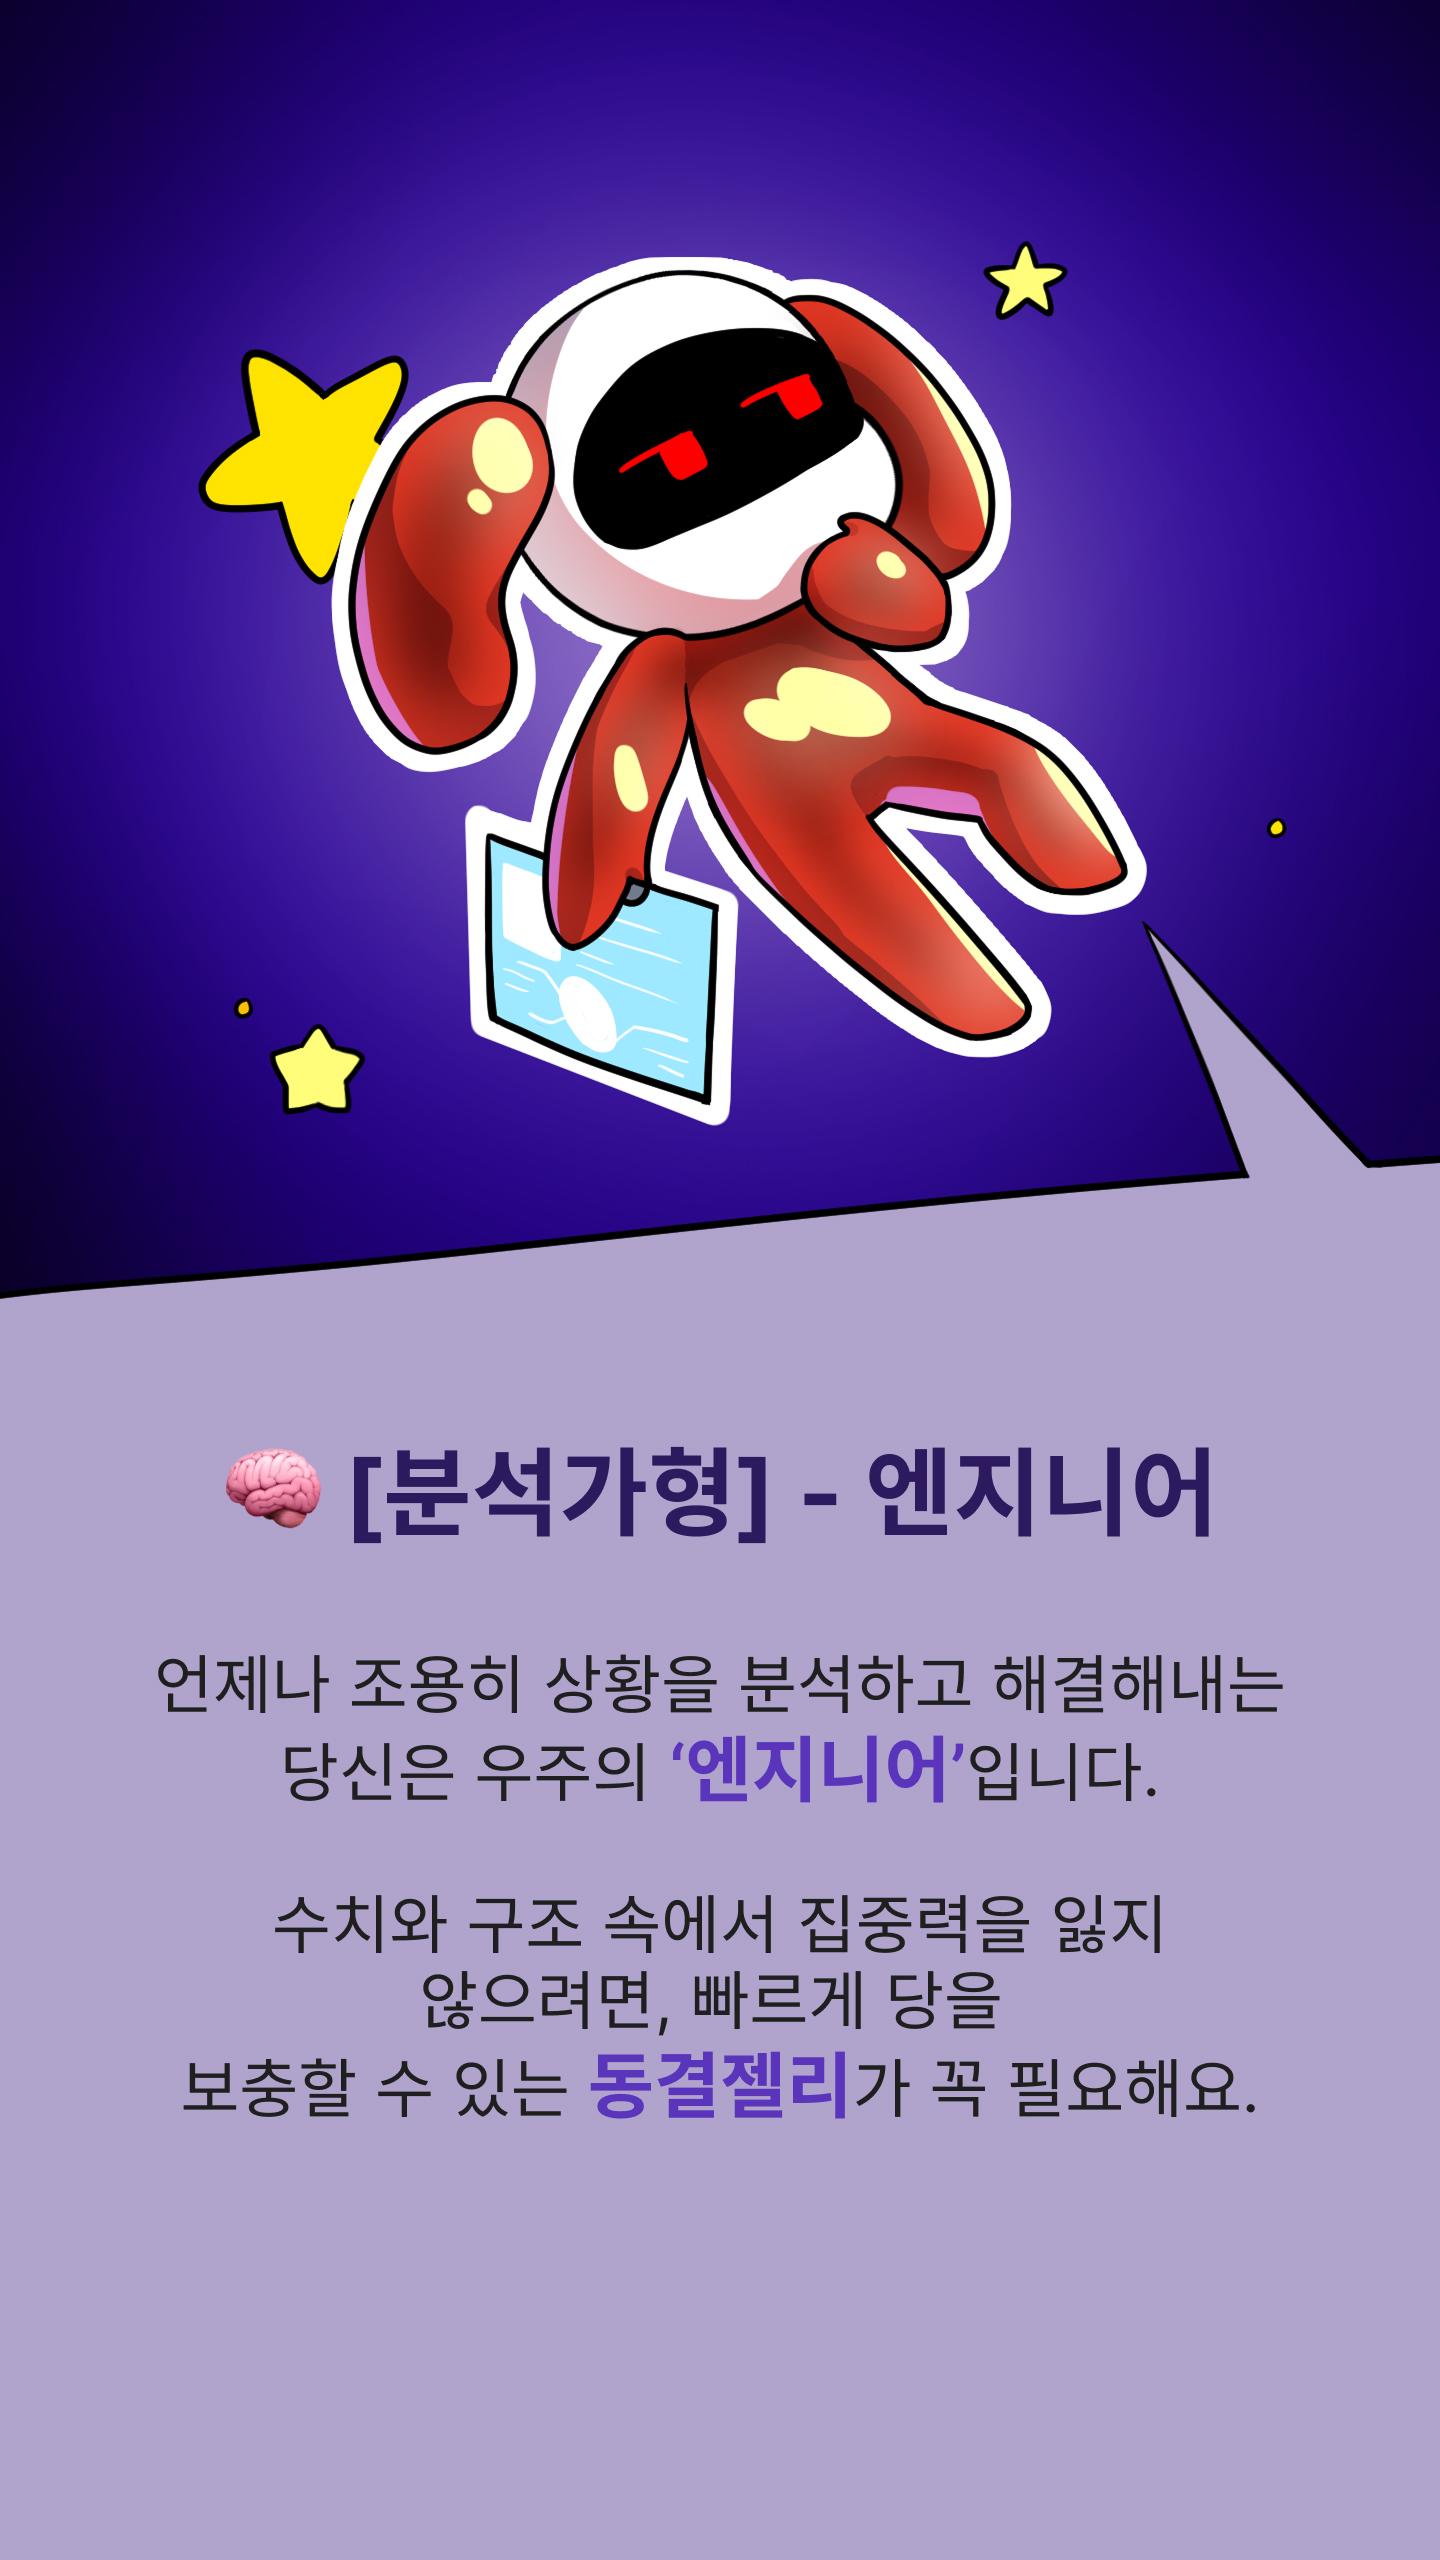 🧠 [분석가형] - 엔지니어
언제나 조용히 상황을 분석하고 해결해내는
당신은 우주의 ‘엔지니어’입니다.
수치와 구조 속에서 집중력을 잃지
않으려면, 빠르게 당을
보충할 수 있는 동결젤리가 꼭 필요해요.